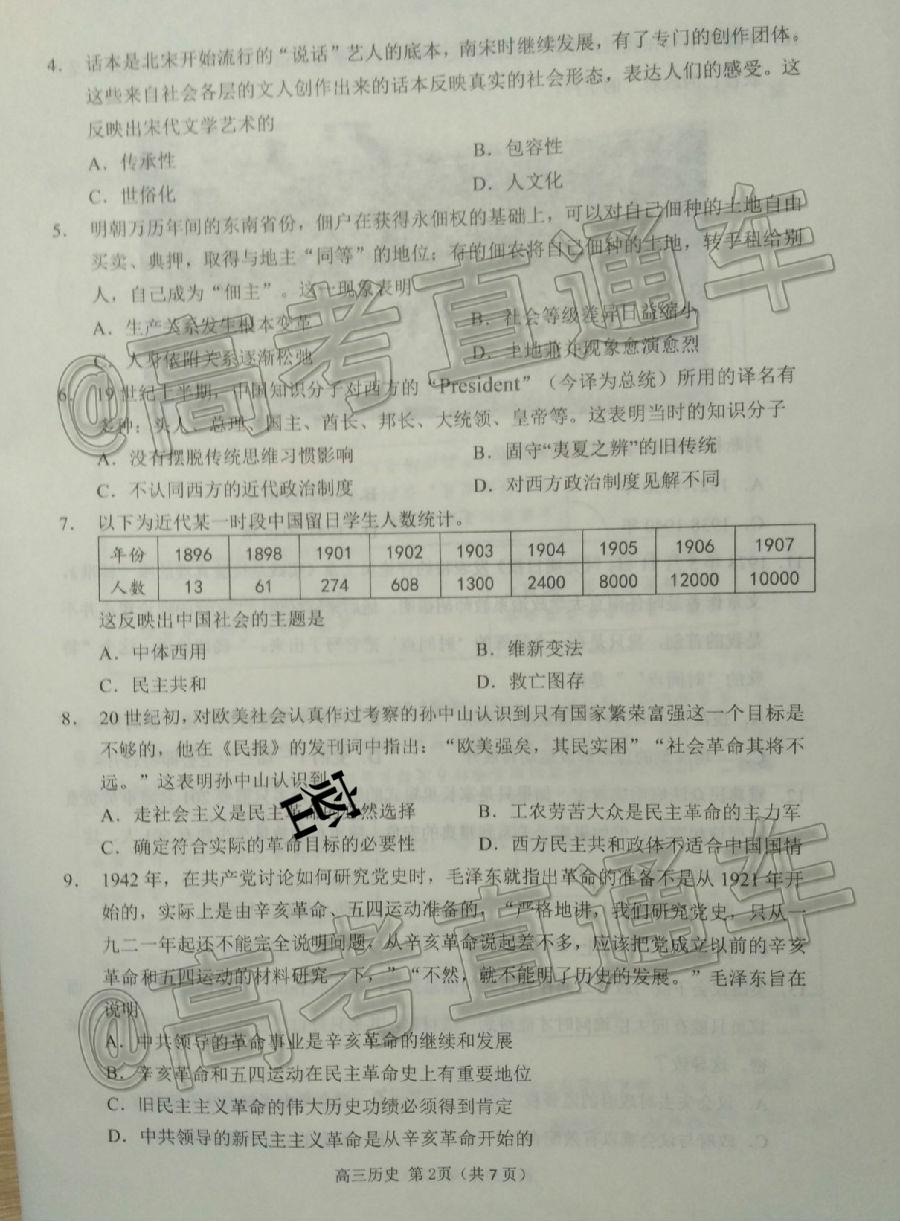 4. 话本是北宋开始流行的“说话”艺人的底本，南宋时继续发展，有了专门的创作团体。
这些来自社会各层的文人创作出来的话本反映真实的社会形态，表达人们的感受。这
反映出宋代文学艺术的
A．传承性 B．包容性
C．世俗化 D．人文化
5. 明朝万历年间的东南省份，佃户在获得永佃权的基础上，可以对自己佃种的土地自由
买卖、典押，取得与地主“同等”的地位；有的佃农将自己佃种的土地，转手租给别
人，自己成为“佃主”。这一现象表明
A．生产关系发生根本变革 B．社会等级差异日益缩小
C．人身依附关系逐渐松弛 D．土地兼并现象愈演愈烈
6. 19世纪上半期，中国知识分子对西方的“President”（今译为总统）所用的译名有
多种：头人、总理、国主、酋长、邦长、大统领、皇帝等。这表明当时的知识分子
A．没有摆脱传统思维习惯影响 B．固守“夷夏之辨”的旧传统
C．不认同西方的近代政治制度 D．对西方政治制度见解不同
7. 以下为近代某一时段中国留日学生人数统计。
年份 1896 1898 1901 1902 1903 1904 1905 1906 1907
人数 13 61 274 608 1300 2400 8000 12000 10000
这反映出中国社会的主题是
A．中体西用 B．维新变法
C．民主共和 D．救亡图存
8. 20世纪初，对欧美社会认真作过考察的孙中山认识到只有国家繁荣富强这一个目标是
不够的，他在《民报》的发刊词中指出：“欧美强矣，其民实困”“社会革命其将不
远。”这表明孙中山认识到
A．走社会主义是民主革 然选择 B．工农劳苦大众是民主革命的主力军
C．确定符合实际的革命目标的必要性 D．西方民主共和政体不适合中国国情
密
9. 1942年，在共产党讨论如何研究党史时，毛泽东就指出革命的准备不是从1921年开
始的，实际上是由辛亥革命、五四运动准备的，“严格地讲，我们研究党史，只从一
九二一年起还不能完全说明问题。从辛亥革命说起差不多，应该把党成立以前的辛亥
革命和五四运动的材料研究一下，”“不然，就不能明了历史的发展。”毛泽东旨在
说明
A．中共领导的革命事业是辛亥革命的继续和发展
B．辛亥革命和五四运动在民主革命史上有重要地位
C．旧民主主义革命的伟大历史功绩必须得到肯定
D．中共领导的新民主主义革命是从辛亥革命开始的
高三历史 第2页（共7页）
@高考直通车
@高考直通车